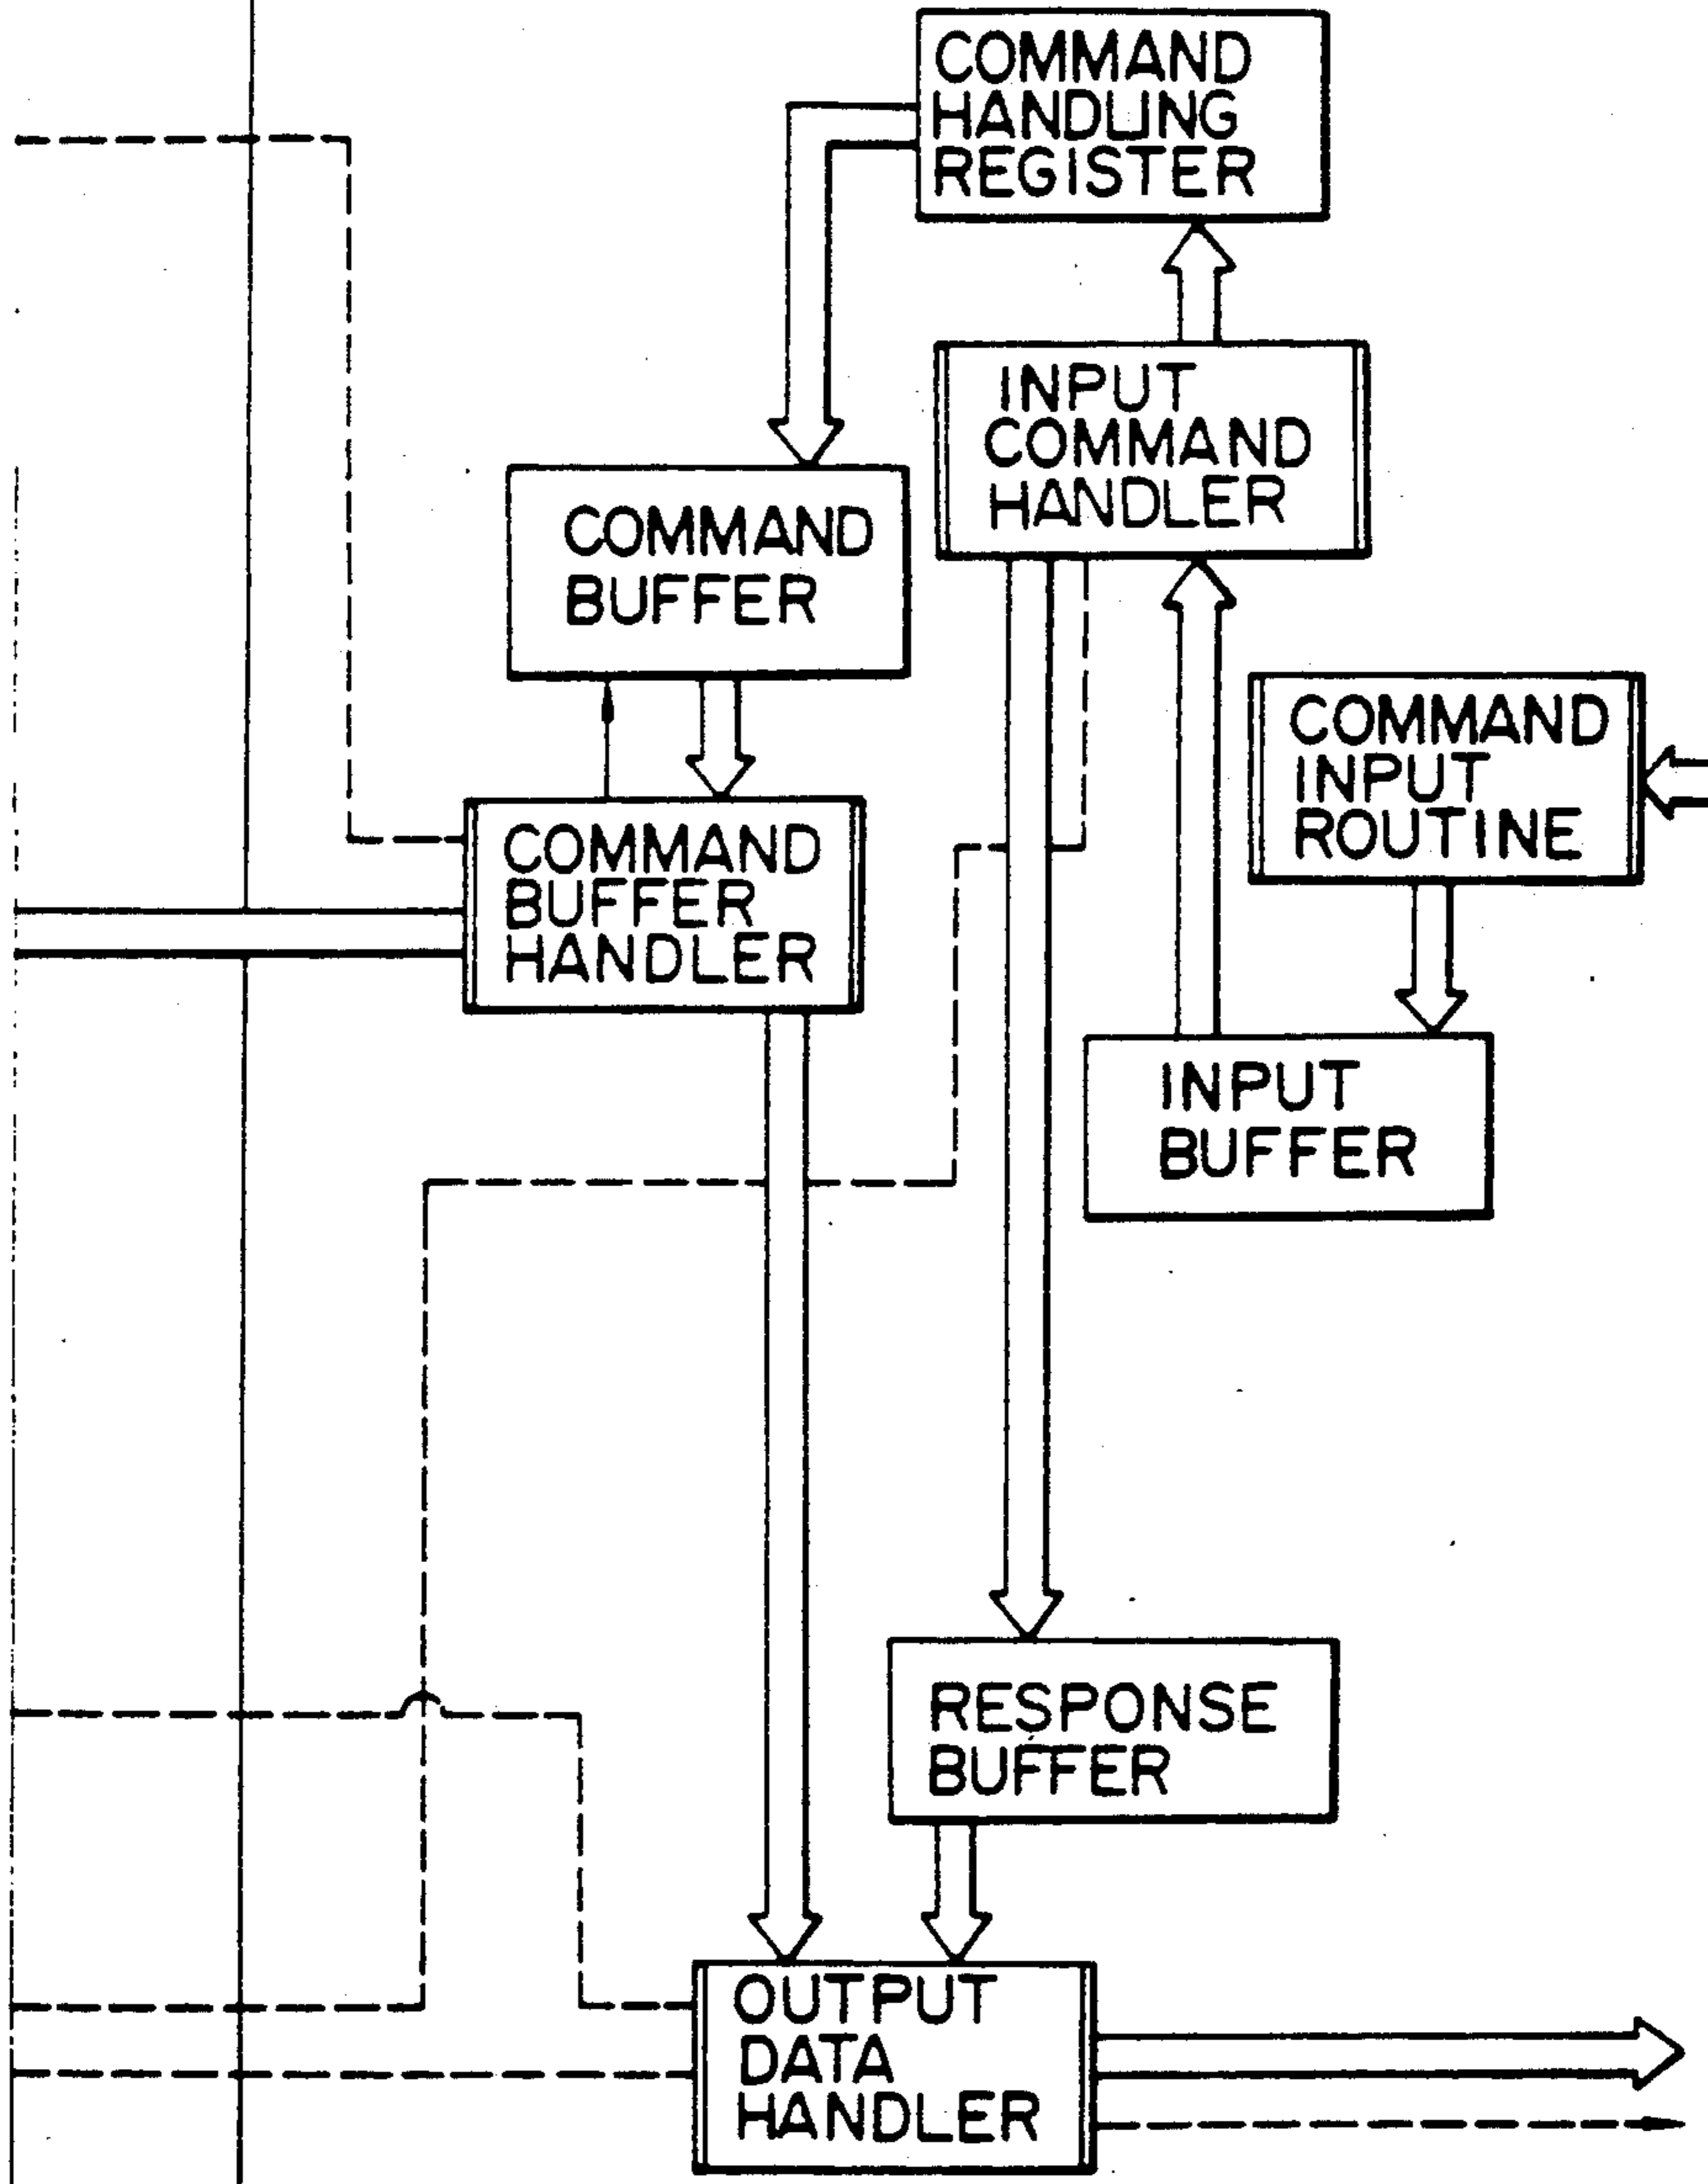 COMMAND
HANDLING
REGISTER
INPUT
COMMAND
HANDLER
COMMAND
BUFFER
COMMAND
INPUT
ROUTINE
COMMAND
BUFFER
HANDLER
INPUT
BUFFER
RESPONSE
BUFFER
OUTPUT
DATA
HANDLER